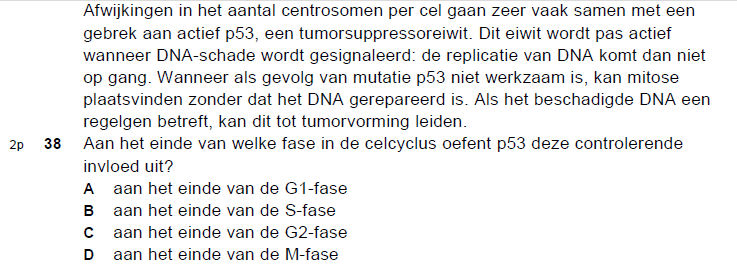 Afwijkingen in het aantal centrosomen per cel gaan zeer vaak samen met een
gebrek aan actief p53, een tumorsuppressoreiwit. Dit eiwit wordt pas actief
wanneer DNA-schade wordt gesignaleerd: de replicatie van DNA komt dan niet
op gang. Wanneer als gevolg van mutatie p53 niet werkzaam is, kan mitose
plaatsvinden zonder dat het DNA gerepareerd is. Als het beschadigde DNA een
regelgen betreft, kan dit tot tumorvorming leiden.
2p 38 Aan het einde van welke fase in de celcyclus oefent p53 deze controlerende
invloed uit?
A aan het einde van de G1-fase
B aan het einde van de S-fase
C aan het einde van de G2-fase
D aan het einde van de M-fase